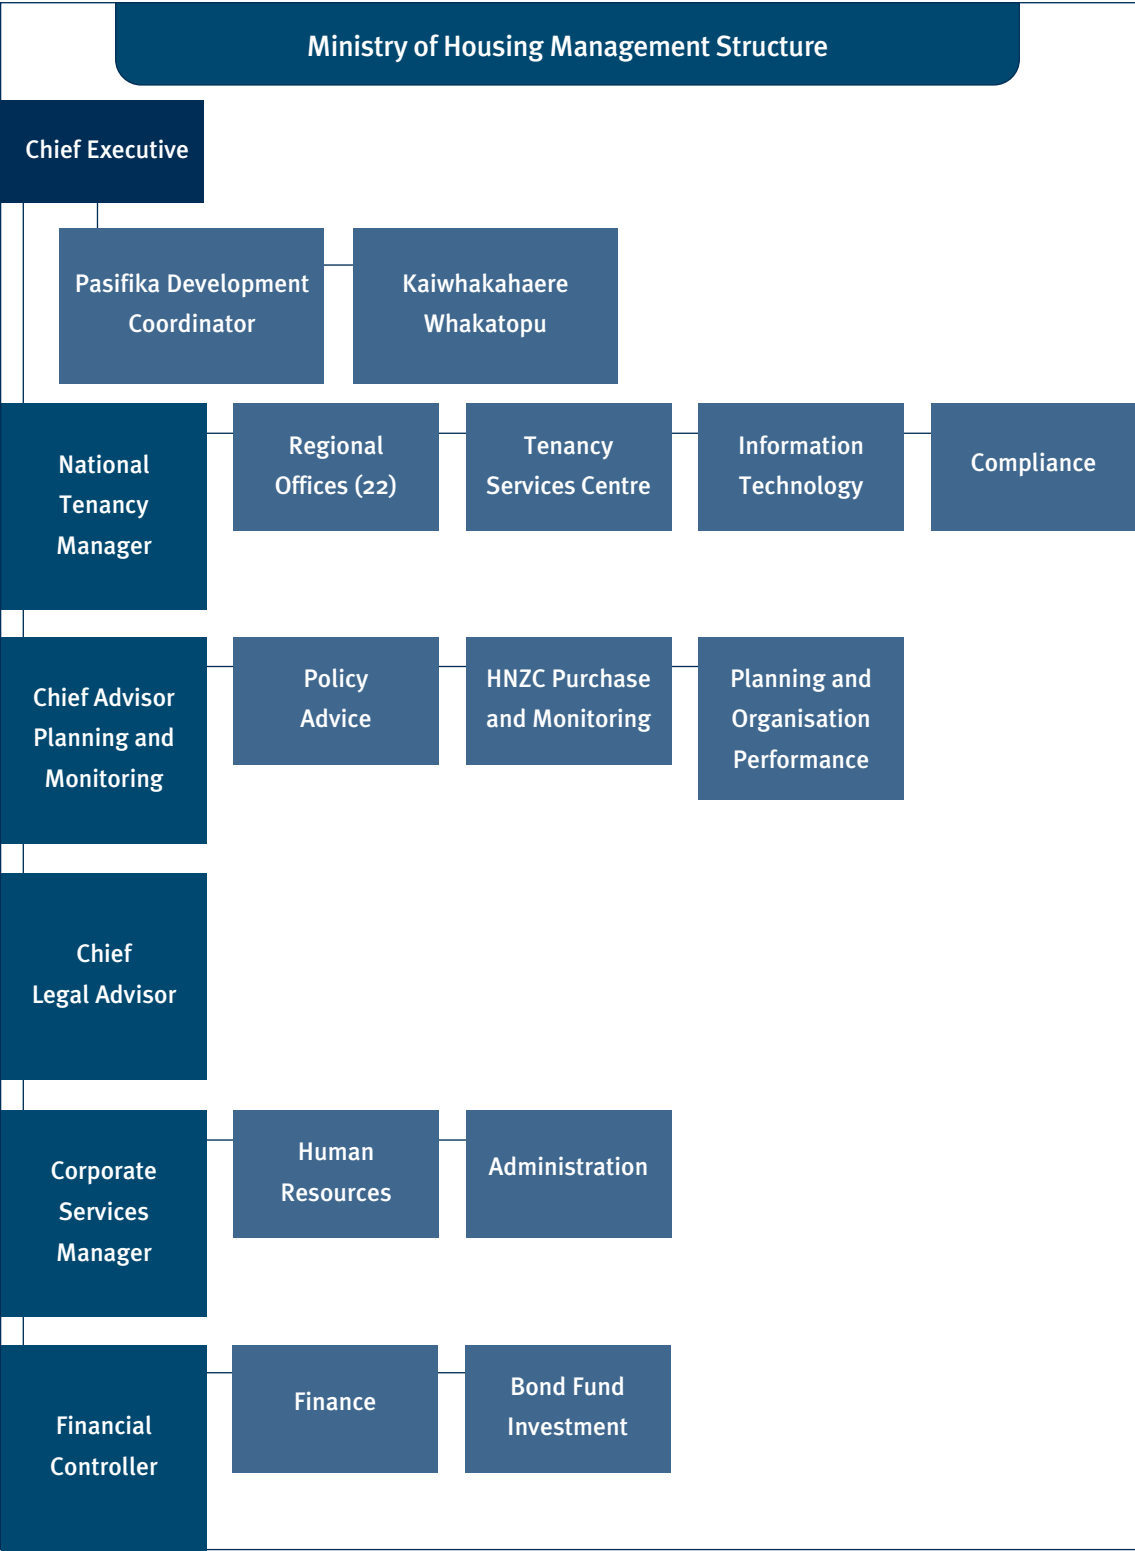 Ministry of Housing Management Structure
Chief Executive
Pasifika Development
Coordinator
Kaiwhakahaere
Whakatopu
National
Tenancy
Manager
Regional
Offices (22)
Tenancy
Services Centre
Information
Technology
Compliance
Chief Advisor
Planning and
Monitoring
Policy
Advice
HNZC Purchase
and Monitoring
Planning and
Organisation
Performance
Chief
Legal Advisor
Corporate
Services
Manager
Human
Resources
Administration
Financial
Controller
Finance
Bond Fund
Investment